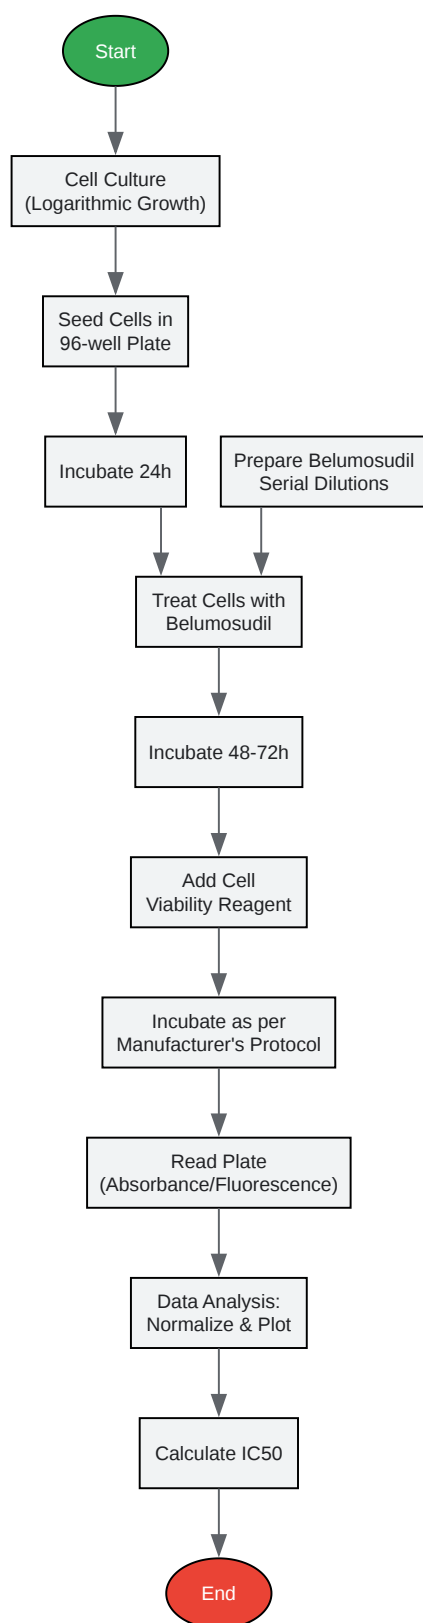 Start
Cell Culture
(Logarithmic Growth)
Seed Cells in
96-well Plate
Incubate 24h
Prepare Belumosudil
Serial Dilutions
Treat Cells with
Belumosudil
Incubate 48-72h
Add Cell
Viability Reagent
Incubate as per
Manufacturer's Protocol
Read Plate
(Absorbance/Fluorescence)
Data Analysis:
Normalize & Plot
Calculate IC50
End